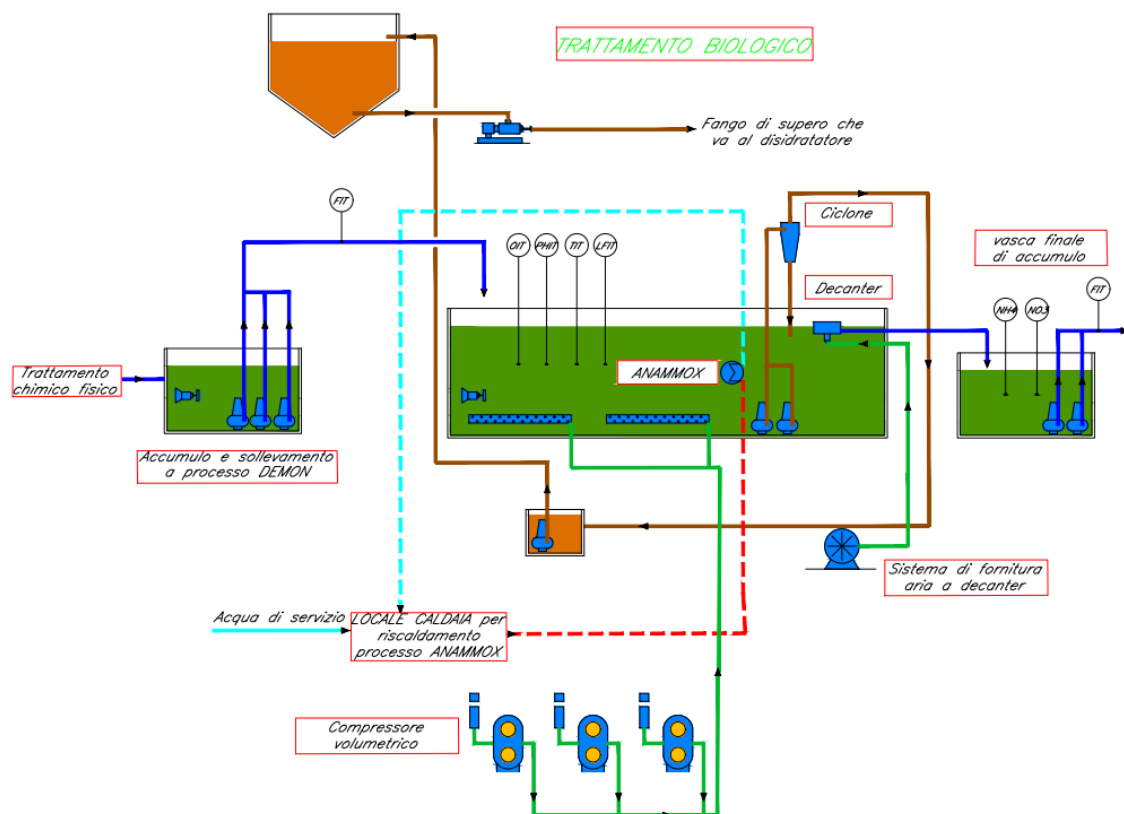 TRATTAMENTO BIOLOGICO
Fango di supero che
va al disidratatore
FIT
Ciclone
OIT
PHIT
TIT
LFIT
vasca finale
di accumulo
Decanter
FIT
NH4
NO3
Trattamento
chimico fisico
ANAMMOX
Accumulo e sollevamento
a processo DEMON
Sistema di fornitura
aria a decanter
Acqua di servizio
LOCALE CALDAIA per
riscaldamento
processo ANAMMOX
Compressore
volumetrico